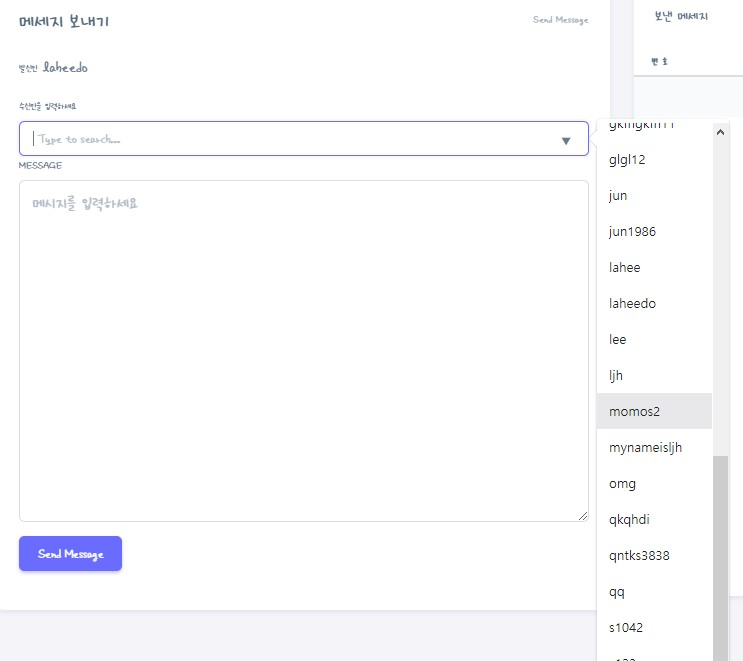 메세지 보내기
Send Message
발신인 laheedo
수신인을 입력하세요
Type to search...
MESSAGE
메시지를 입력하세요
Send Message
보낸 메세지
번호
gkingkim11
glgl12
jun
jun1986
lahee
laheedo
lee
ljh
momos2
mynameisljh
omg
qkqhdi
qntks3838
qq
s1042